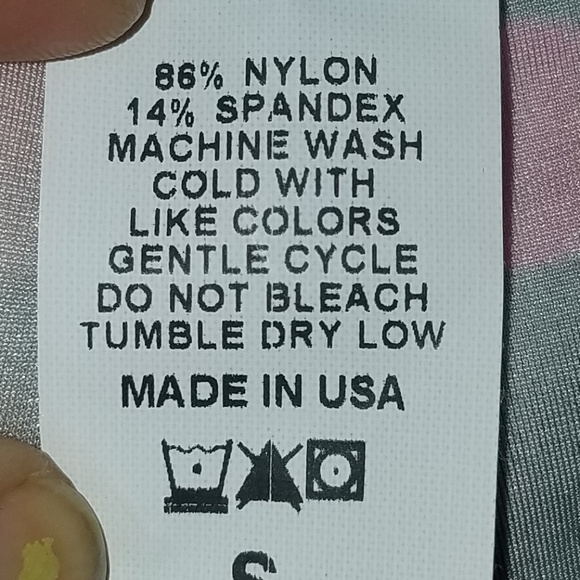 86% NYLON
14% SPANDEX
MACHINE WASH
COLD WITH
LIKE COLORS
GENTLE CYCLE
DO NOT BLEACH
TUMBLE DRY LOW
MADE IN USA
S